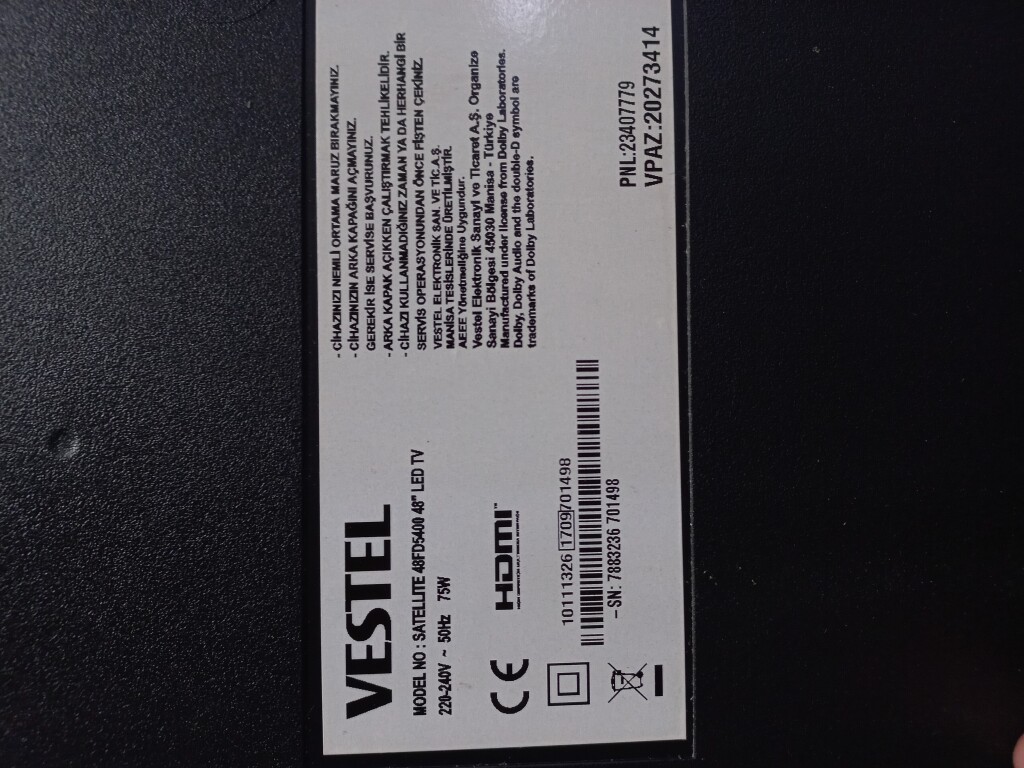 VESTEL
MODEL NO : SATELLITE 48FD5400 48" LED TV
220-240V ~ 50Hz 75W
CE
HDMI™
10111326 1709 701498
- SN: 7883236 701498
- CİHAZINIZI NEMLİ ORTAMA MARUZ BIRAKMAYINIZ.
- CİHAZINIZIN ARKA KAPAĞINI AÇMAYINIZ.
GEREKİR İSE SERVİSE BAŞVURUNUZ.
- ARKA KAPAK AÇIKKEN ÇALIŞTIRMAK TEHLİKELİDİR.
- CİHAZI KULLANMADIĞINIZ ZAMAN YA DA HERHANGİ BİR
SERVİS OPERASYONUNDAN ÖNCE FİŞTEN ÇEKİNİZ.
VESTEL ELEKTRONİK SAN. VE TİC.A.Ş.
MANİSA TESİSLERİNDE ÜRETİLMİŞTİR.
AEEE Yönetmeliğine Uygundur.
Vestel Elektronik Sanayi ve Ticaret A.Ş. Organize
Sanayi Bölgesi 45030 Manisa - Türkiye
Manufactured under license from Dolby Laboratories.
Dolby, Dolby Audio and the double-D symbol are
trademarks of Dolby Laboratories.
PNL:23407779
VPAZ:20273414